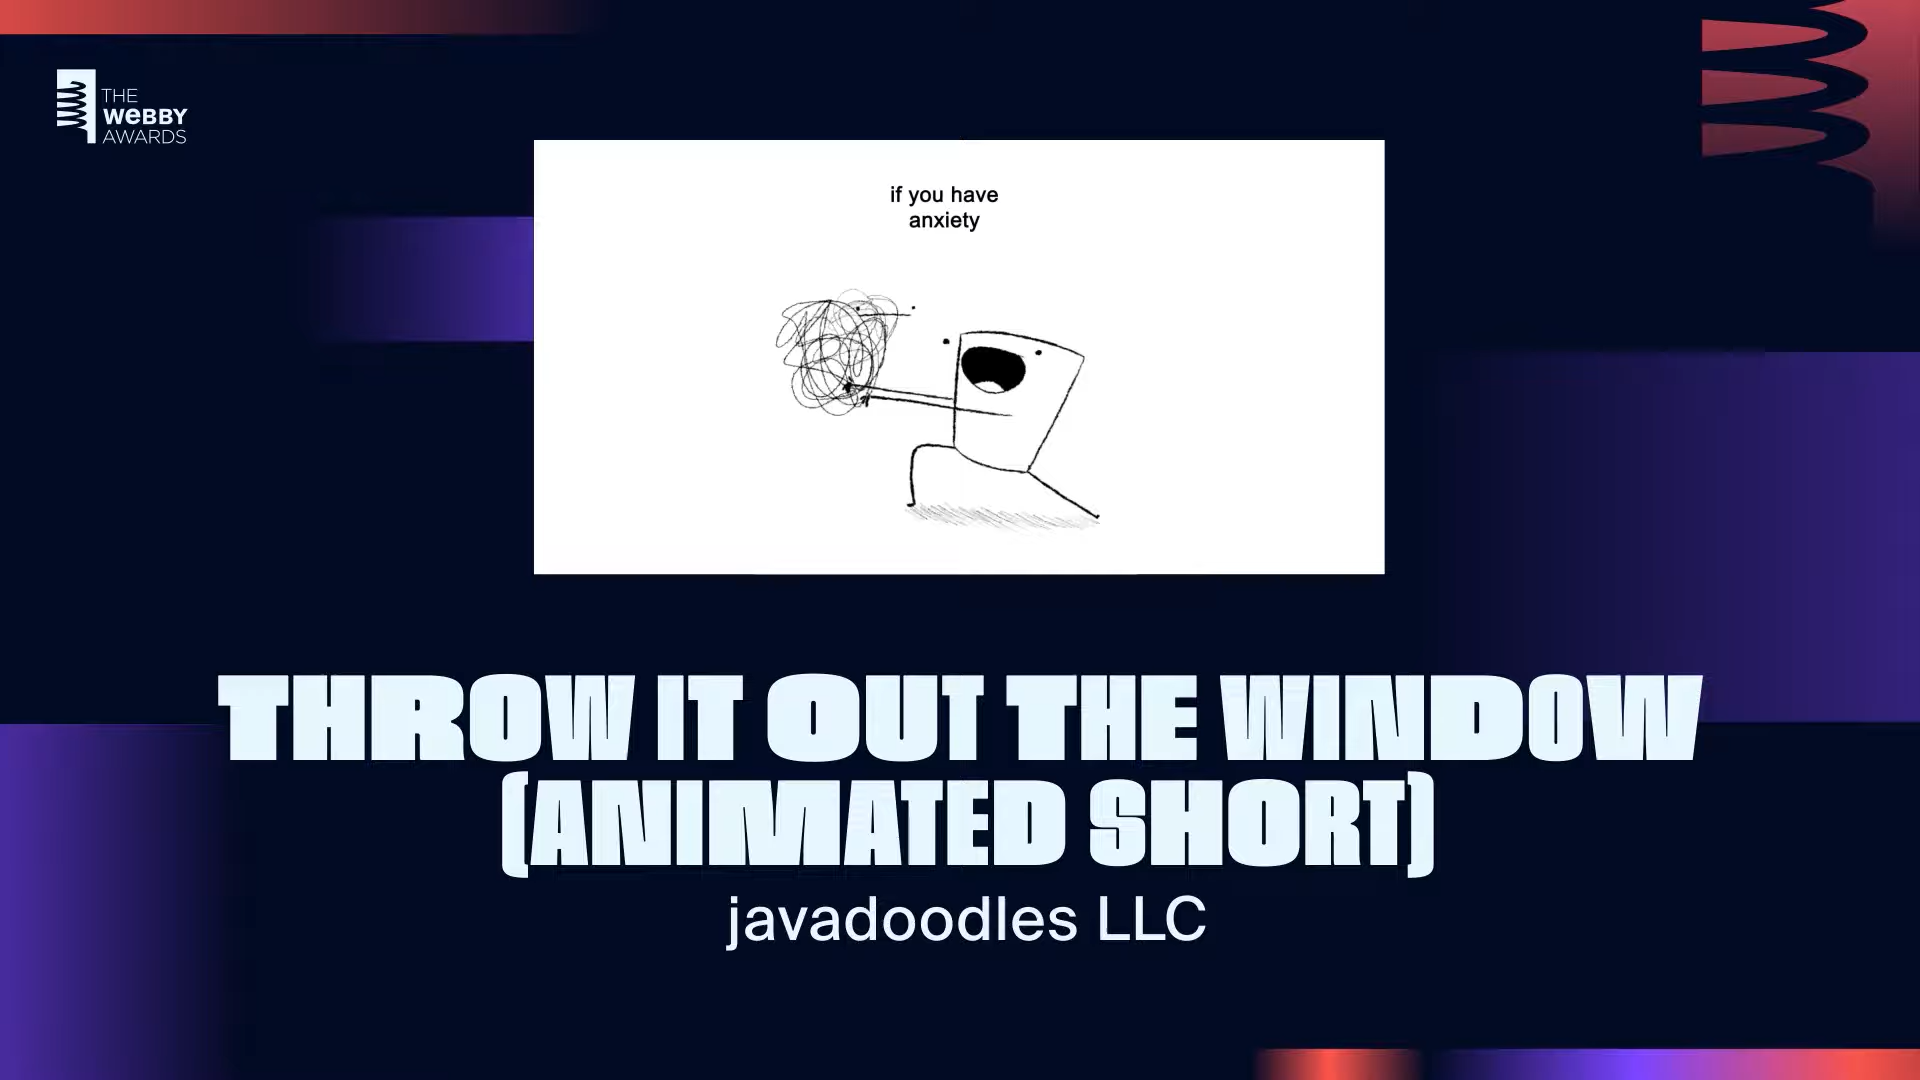 THE
WEBBY
AWARDS
if you have
anxiety
THROW IT OUT THE WINDOW
(ANIMATED SHORT)
javadoodles LLC